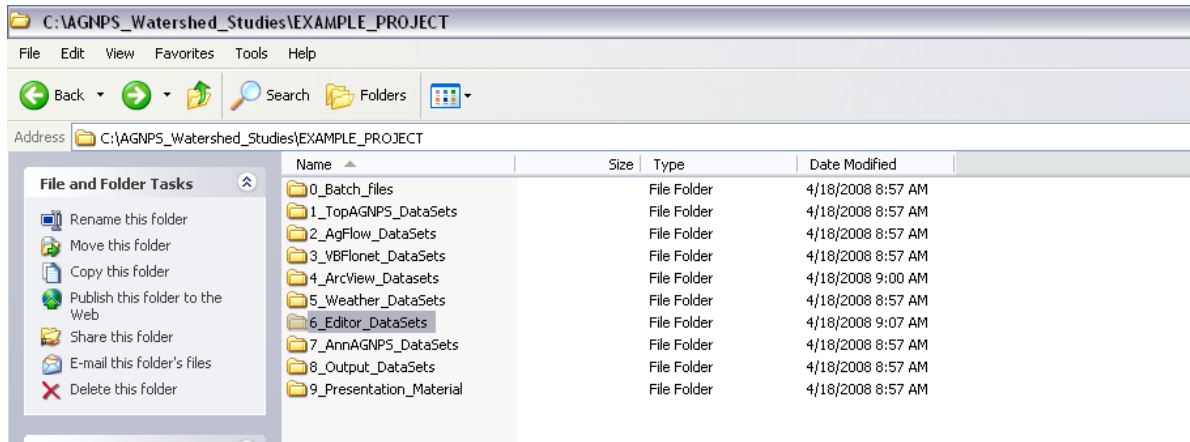 C:\AGNPS_Watershed_Studies\EXAMPLE_PROJECT
File Edit View Favorites Tools Help
Back Search Folders
Address C:\AGNPS_Watershed_Studies\EXAMPLE_PROJECT
File and Folder Tasks
Rename this folder
Move this folder
Copy this folder
Publish this folder to the
Web
Share this folder
E-mail this folder's files
Delete this folder
Name Size Type Date Modified
0_Batch_files File Folder 4/18/2008 8:57 AM
1_TopAGNPS_DataSets File Folder 4/18/2008 8:57 AM
2_AgFlow_DataSets File Folder 4/18/2008 8:57 AM
3_VBFlonet_DataSets File Folder 4/18/2008 8:57 AM
4_ArcView_Datasets File Folder 4/18/2008 9:00 AM
5_Weather_DataSets File Folder 4/18/2008 8:57 AM
6_Editor_DataSets File Folder 4/18/2008 9:07 AM
7_AnnAGNPS_DataSets File Folder 4/18/2008 8:57 AM
8_Output_DataSets File Folder 4/18/2008 8:57 AM
9_Presentation_Material File Folder 4/18/2008 8:57 AM